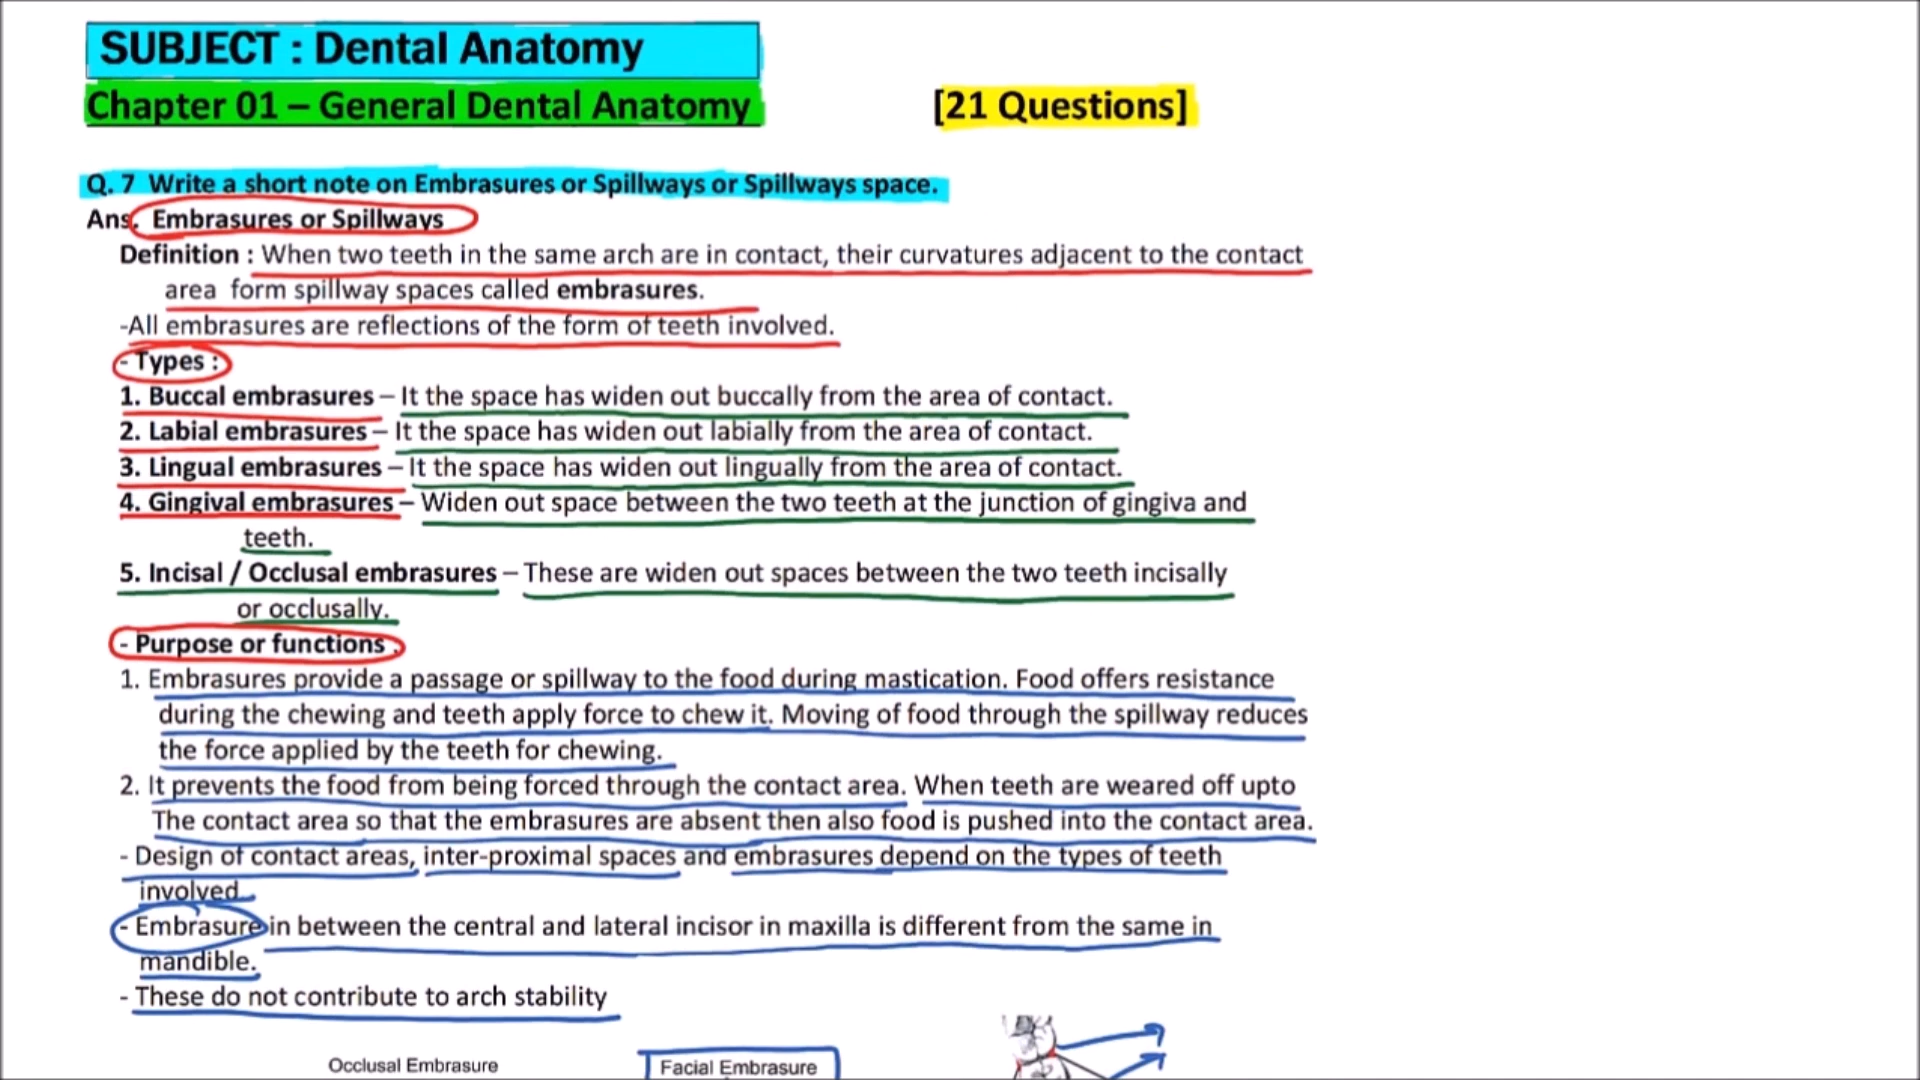 SUBJECT : Dental Anatomy
Chapter 01 – General Dental Anatomy [21 Questions]
Q. 7 Write a short note on Embrasures or Spillways or Spillways space.
Ans. Embrasures or Spillways
Definition : When two teeth in the same arch are in contact, their curvatures adjacent to the contact
area form spillway spaces called embrasures.
-All embrasures are reflections of the form of teeth involved.
- Types :
1. Buccal embrasures – It the space has widen out buccally from the area of contact.
2. Labial embrasures – It the space has widen out labially from the area of contact.
3. Lingual embrasures – It the space has widen out lingually from the area of contact.
4. Gingival embrasures – Widen out space between the two teeth at the junction of gingiva and
teeth.
5. Incisal / Occlusal embrasures – These are widen out spaces between the two teeth incisally
or occlusally.
- Purpose or functions .
1. Embrasures provide a passage or spillway to the food during mastication. Food offers resistance
during the chewing and teeth apply force to chew it. Moving of food through the spillway reduces
the force applied by the teeth for chewing.
2. It prevents the food from being forced through the contact area. When teeth are weared off upto
The contact area so that the embrasures are absent then also food is pushed into the contact area.
- Design of contact areas, inter-proximal spaces and embrasures depend on the types of teeth
involved.
- Embrasure in between the central and lateral incisor in maxilla is different from the same in
mandible.
- These do not contribute to arch stability
Occlusal Embrasure Facial Embrasure